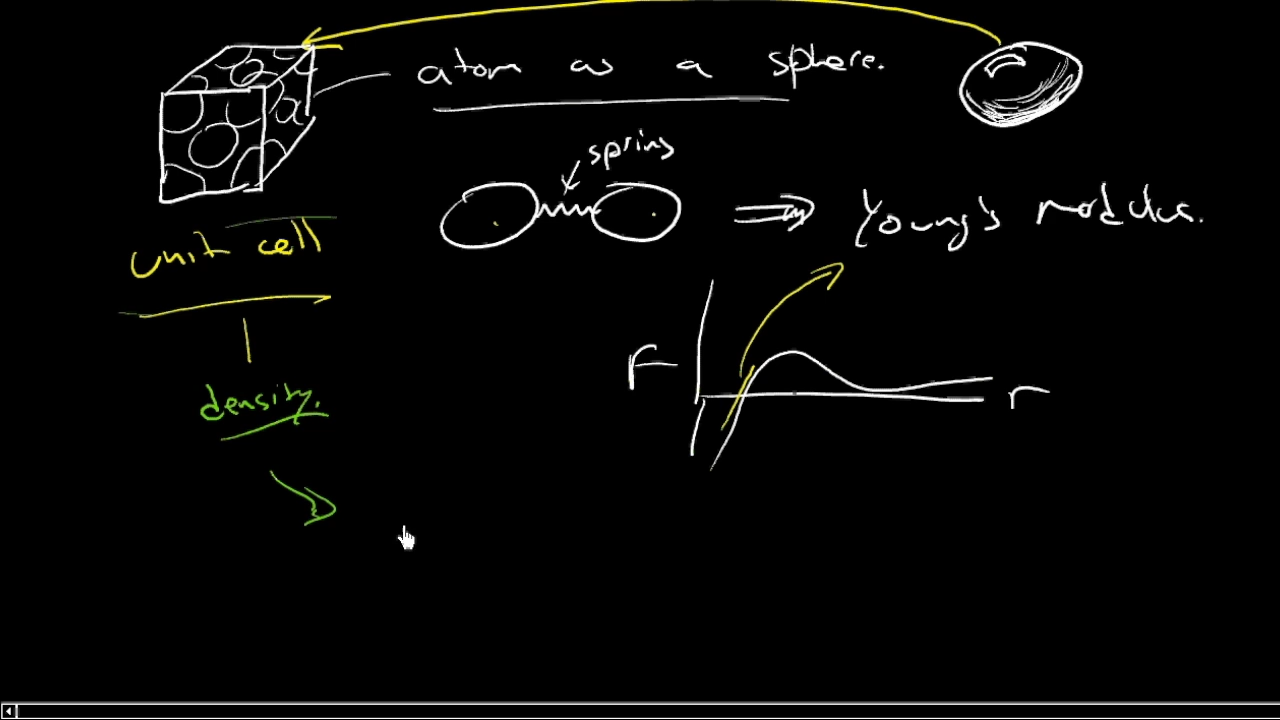 atom as a sphere.
spring
Young's modulus.
unit cell
F
r
density.